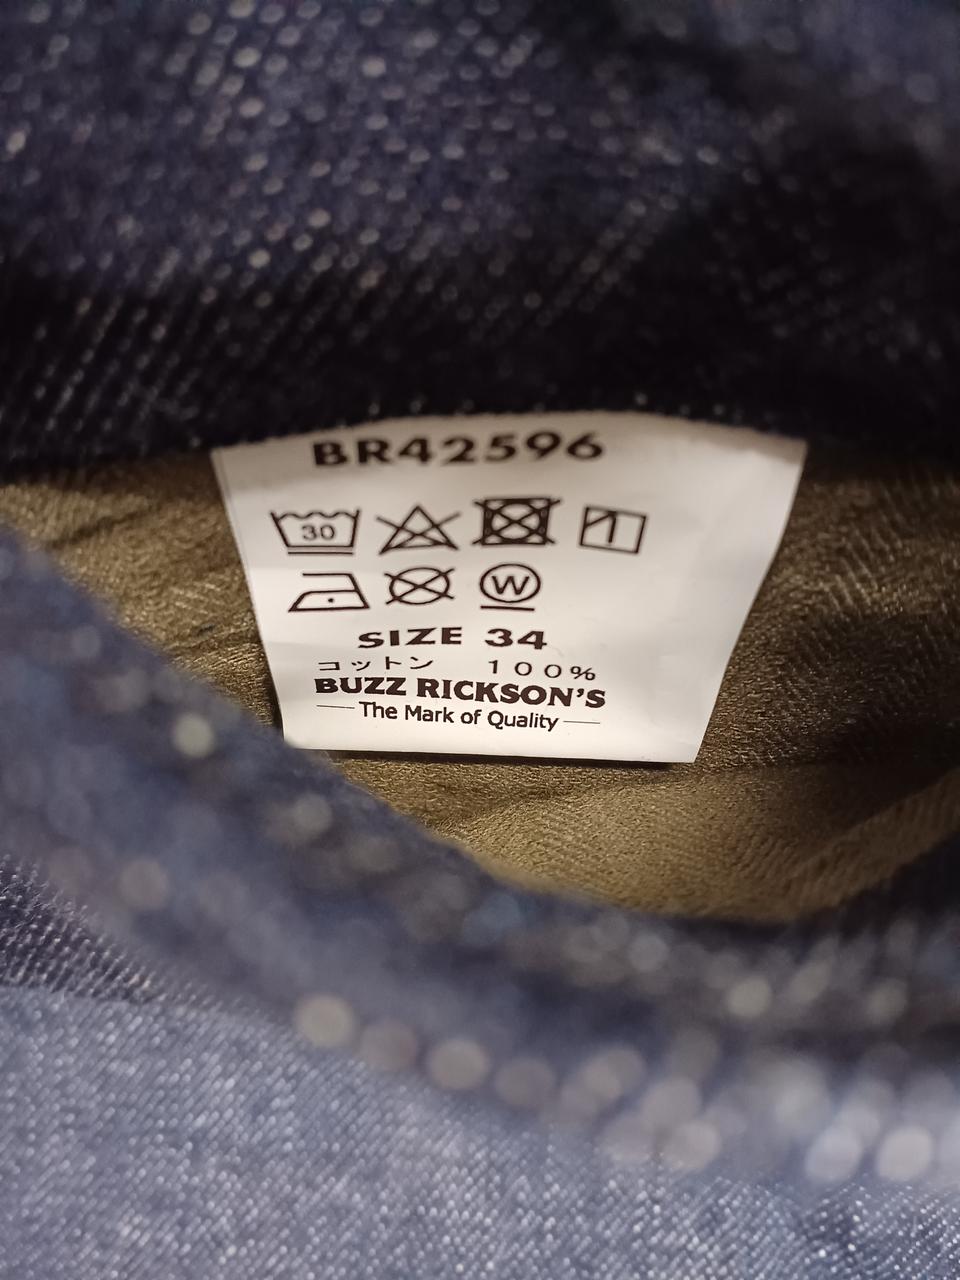 BR42596
30
W
SIZE 34
コットン 100%
BUZZ RICKSON'S
The Mark of Quality